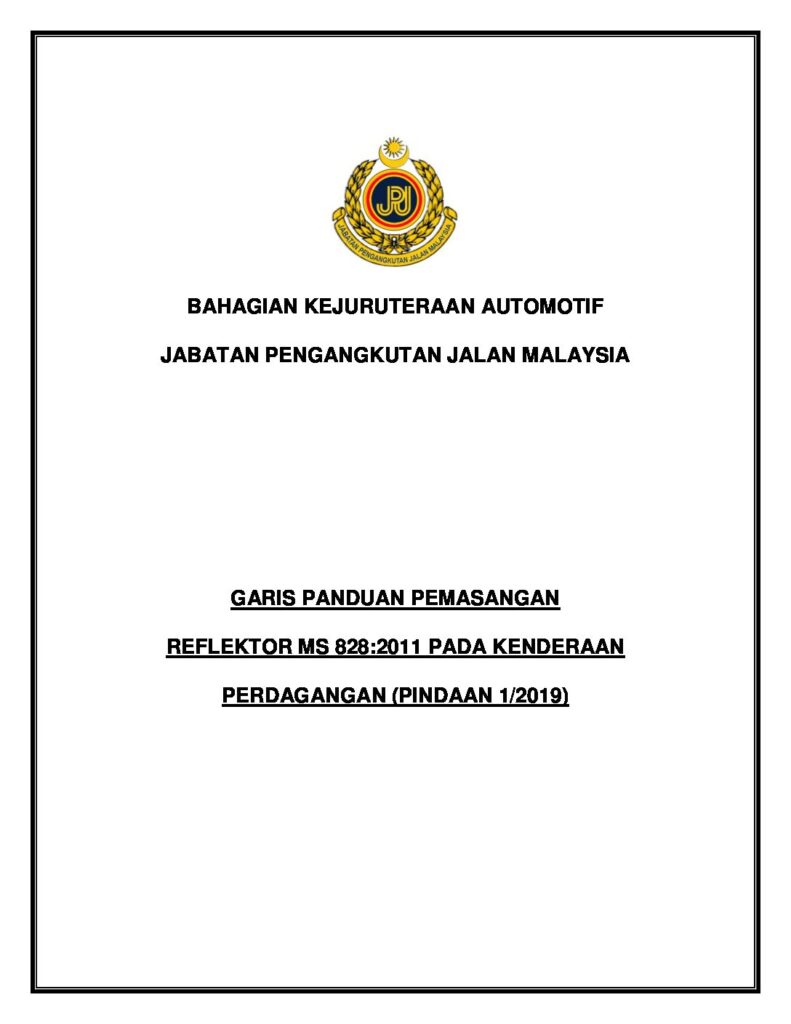 JPJ
JABATAN PENGANGKUTAN JALAN MALAYSIA
BAHAGIAN KEJURUTERAAN AUTOMOTIF
JABATAN PENGANGKUTAN JALAN MALAYSIA
GARIS PANDUAN PEMASANGAN
REFLEKTOR MS 828:2011 PADA KENDERAAN
PERDAGANGAN (PINDAAN 1/2019)